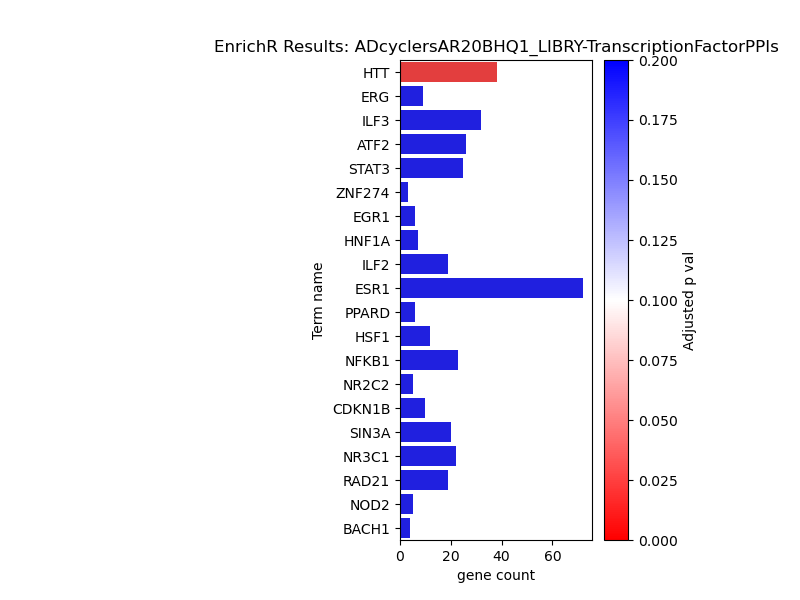 EnrichR Results: ADcyclersAR20BHQ1_LIBRY-TranscriptionFactorPPIs
HTT
ERG
ILF3
ATF2
STAT3
ZNF274
EGR1
HNF1A
ILF2
ESR1
PPARD
HSF1
NFKB1
NR2C2
CDKN1B
SIN3A
NR3C1
RAD21
NOD2
BACH1
Term name
0 20 40 60
gene count
0.200
0.175
0.150
0.125
0.100
0.075
0.050
0.025
0.000
Adjusted p val